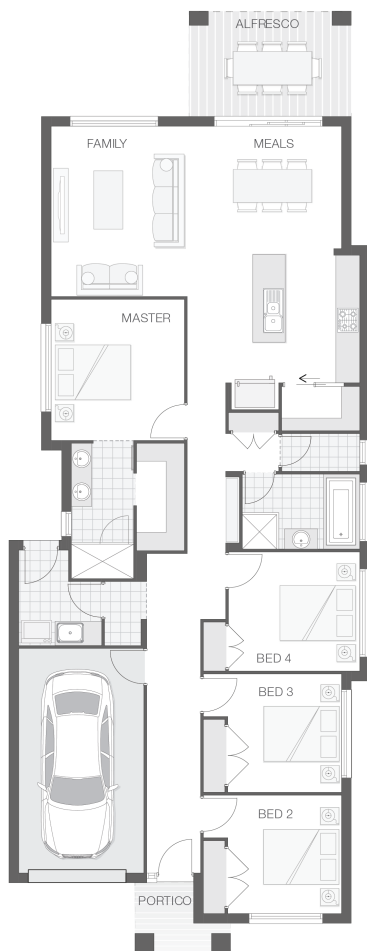 ALFRESCO
FAMILY
MEALS
MASTER
BED 4
BED 3
BED 2
PORTICO